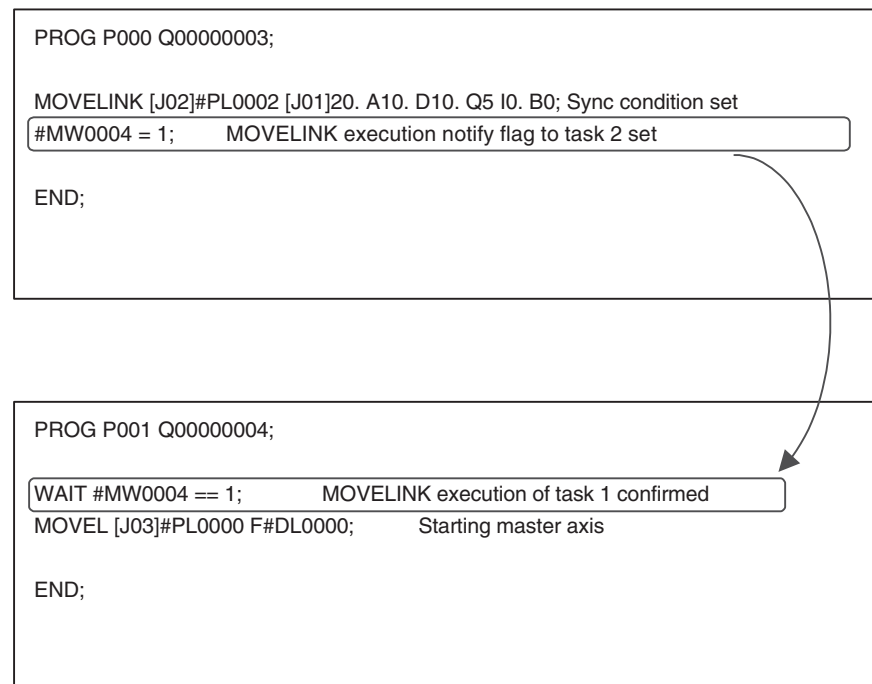 PROG P000 Q00000003;
MOVELINK [J02]#PL0002 [J01]20. A10. D10. Q5 I0. B0; Sync condition set
#MW0004 = 1; MOVELINK execution notify flag to task 2 set
END;
PROG P001 Q00000004;
WAIT #MW0004 == 1; MOVELINK execution of task 1 confirmed
MOVEL [J03]#PL0000 F#DL0000; Starting master axis
END;